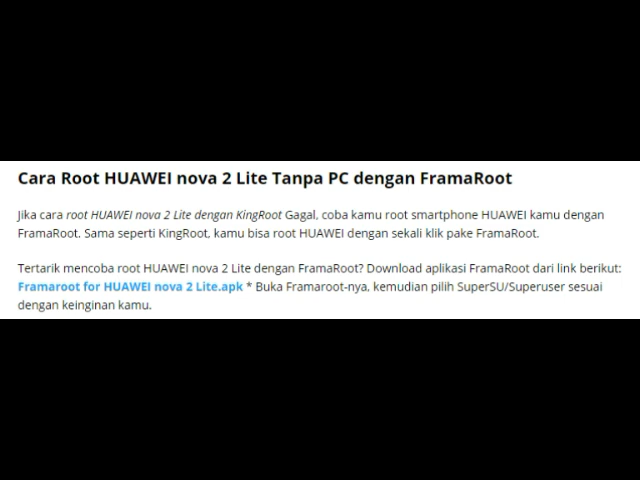 Cara Root HUAWEI nova 2 Lite Tanpa PC dengan FramaRoot
Jika cara root HUAWEI nova 2 Lite dengan KingRoot Gagal, coba kamu root smartphone HUAWEI kamu dengan
FramaRoot. Sama seperti KingRoot, kamu bisa root HUAWEI dengan sekali klik pake FramaRoot.
Tertarik mencoba root HUAWEI nova 2 Lite dengan FramaRoot? Download aplikasi FramaRoot dari link berikut:
Framaroot for HUAWEI nova 2 Lite.apk * Buka Framaroot-nya, kemudian pilih SuperSU/Superuser sesuai
dengan keinginan kamu.